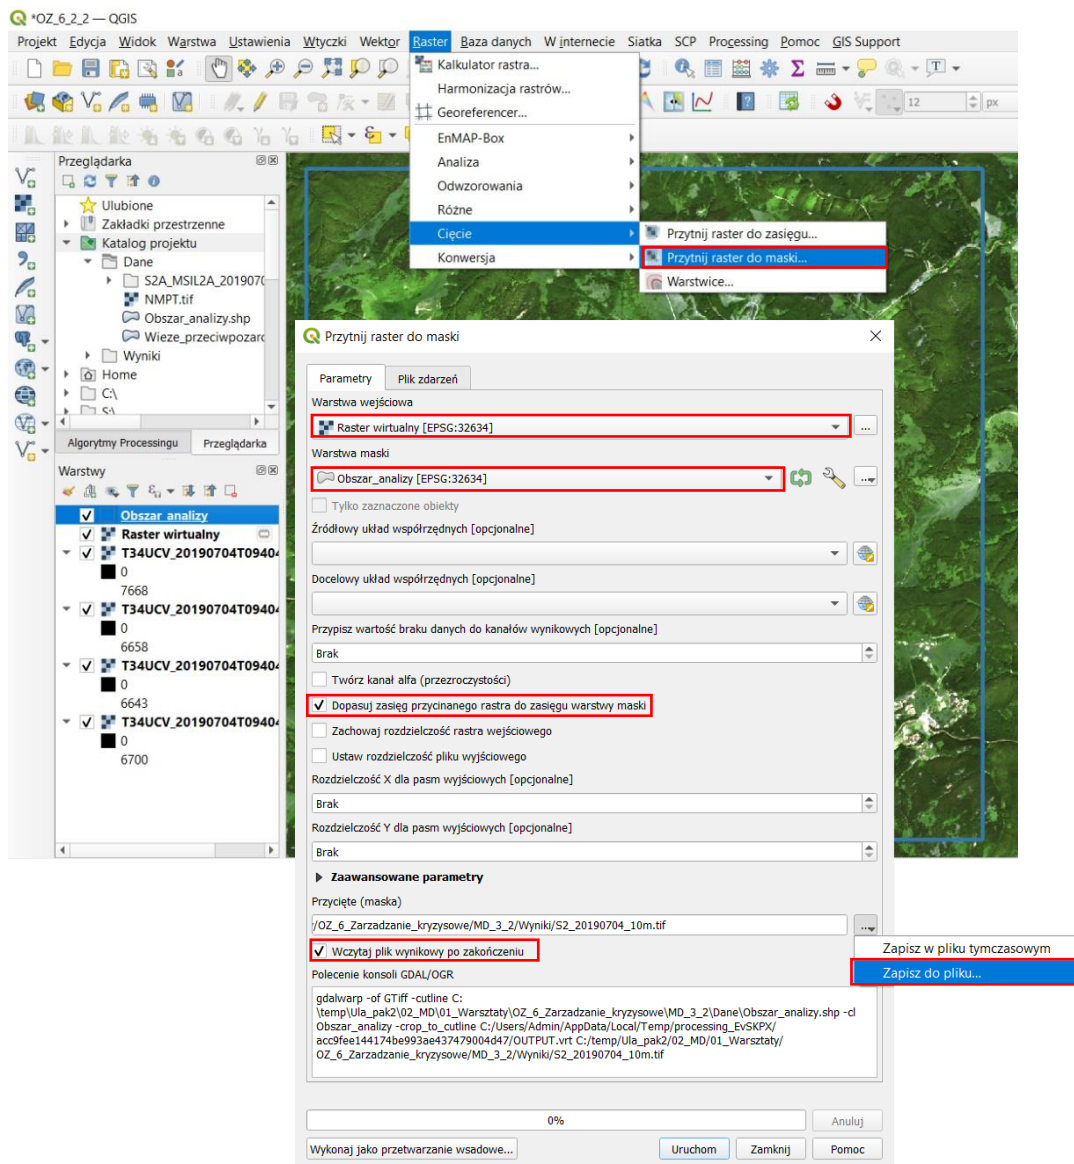 *OZ_6_2_2 — QGIS
Projekt Edycja Widok Warstwa Ustawienia Wtyczki Wektor Raster Baza danych W internecie Siatka SCP Processing Pomoc GIS Support
Kalkulator rastra...
Harmonizacja rastrów...
Georeferencer...
EnMAP-Box
Analiza
Odwzorowania
Różne
Cięcie
Konwersja
Przytnij raster do zasięgu...
Przytnij raster do maski...
Warstwice...
12
px
Przeglądarka
Ulubione
Zakładki przestrzenne
Katalog projektu
Dane
S2A_MSIL2A_2019070
NMPT.tif
Obszar_analizy.shp
Wieze_przeciwpozaro
Wyniki
Home
C:\
S:\
Algorytmy Processingu Przeglądarka
Warstwy
Obszar_analizy
Raster wirtualny
T34UCV_20190704T09404
0
7668
T34UCV_20190704T09404
0
6658
T34UCV_20190704T09404
0
6643
T34UCV_20190704T09404
0
6700
Przytnij raster do maski
Parametry Plik zdarzeń
Warstwa wejściowa
Raster wirtualny [EPSG:32634]
...
Warstwa maski
Obszar_analizy [EPSG:32634]
...
Tylko zaznaczone obiekty
Źródłowy układ współrzędnych [opcjonalne]
Docelowy układ współrzędnych [opcjonalne]
Przypisz wartość braku danych do kanałów wynikowych [opcjonalne]
Brak
Twórz kanał alfa (przezroczystości)
Dopasuj zasięg przycinanego rastra do zasięgu warstwy maski
Zachowaj rozdzielczość rastra wejściowego
Ustaw rozdzielczość pliku wyjściowego
Rozdzielczość X dla pasm wyjściowych [opcjonalne]
Brak
Rozdzielczość Y dla pasm wyjściowych [opcjonalne]
Brak
Zaawansowane parametry
Przycięte (maska)
/OZ_6_Zarzadzanie_kryzysowe/MD_3_2/Wyniki/S2_20190704_10m.tif
...
Zapisz w pliku tymczasowym
Zapisz do pliku...
Wczytaj plik wynikowy po zakończeniu
Polecenie konsoli GDAL/OGR
gdalwarp -of GTiff -cutline C:
\temp\Ula_pak2\02_MD\01_Warsztaty\OZ_6_Zarzadzanie_kryzysowe\MD_3_2\Dane\Obszar_analizy.shp -cl
Obszar_analizy -crop_to_cutline C:/Users/Admin/AppData/Local/Temp/processing_EvSKPX/
acc9fee144174be993ae437479004d47/OUTPUT.vrt C:/temp/Ula_pak2/02_MD/01_Warsztaty/
OZ_6_Zarzadzanie_kryzysowe/MD_3_2/Wyniki/S2_20190704_10m.tif
0%
Anuluj
Wykonaj jako przetwarzanie wsadowe... Uruchom Zamknij Pomoc